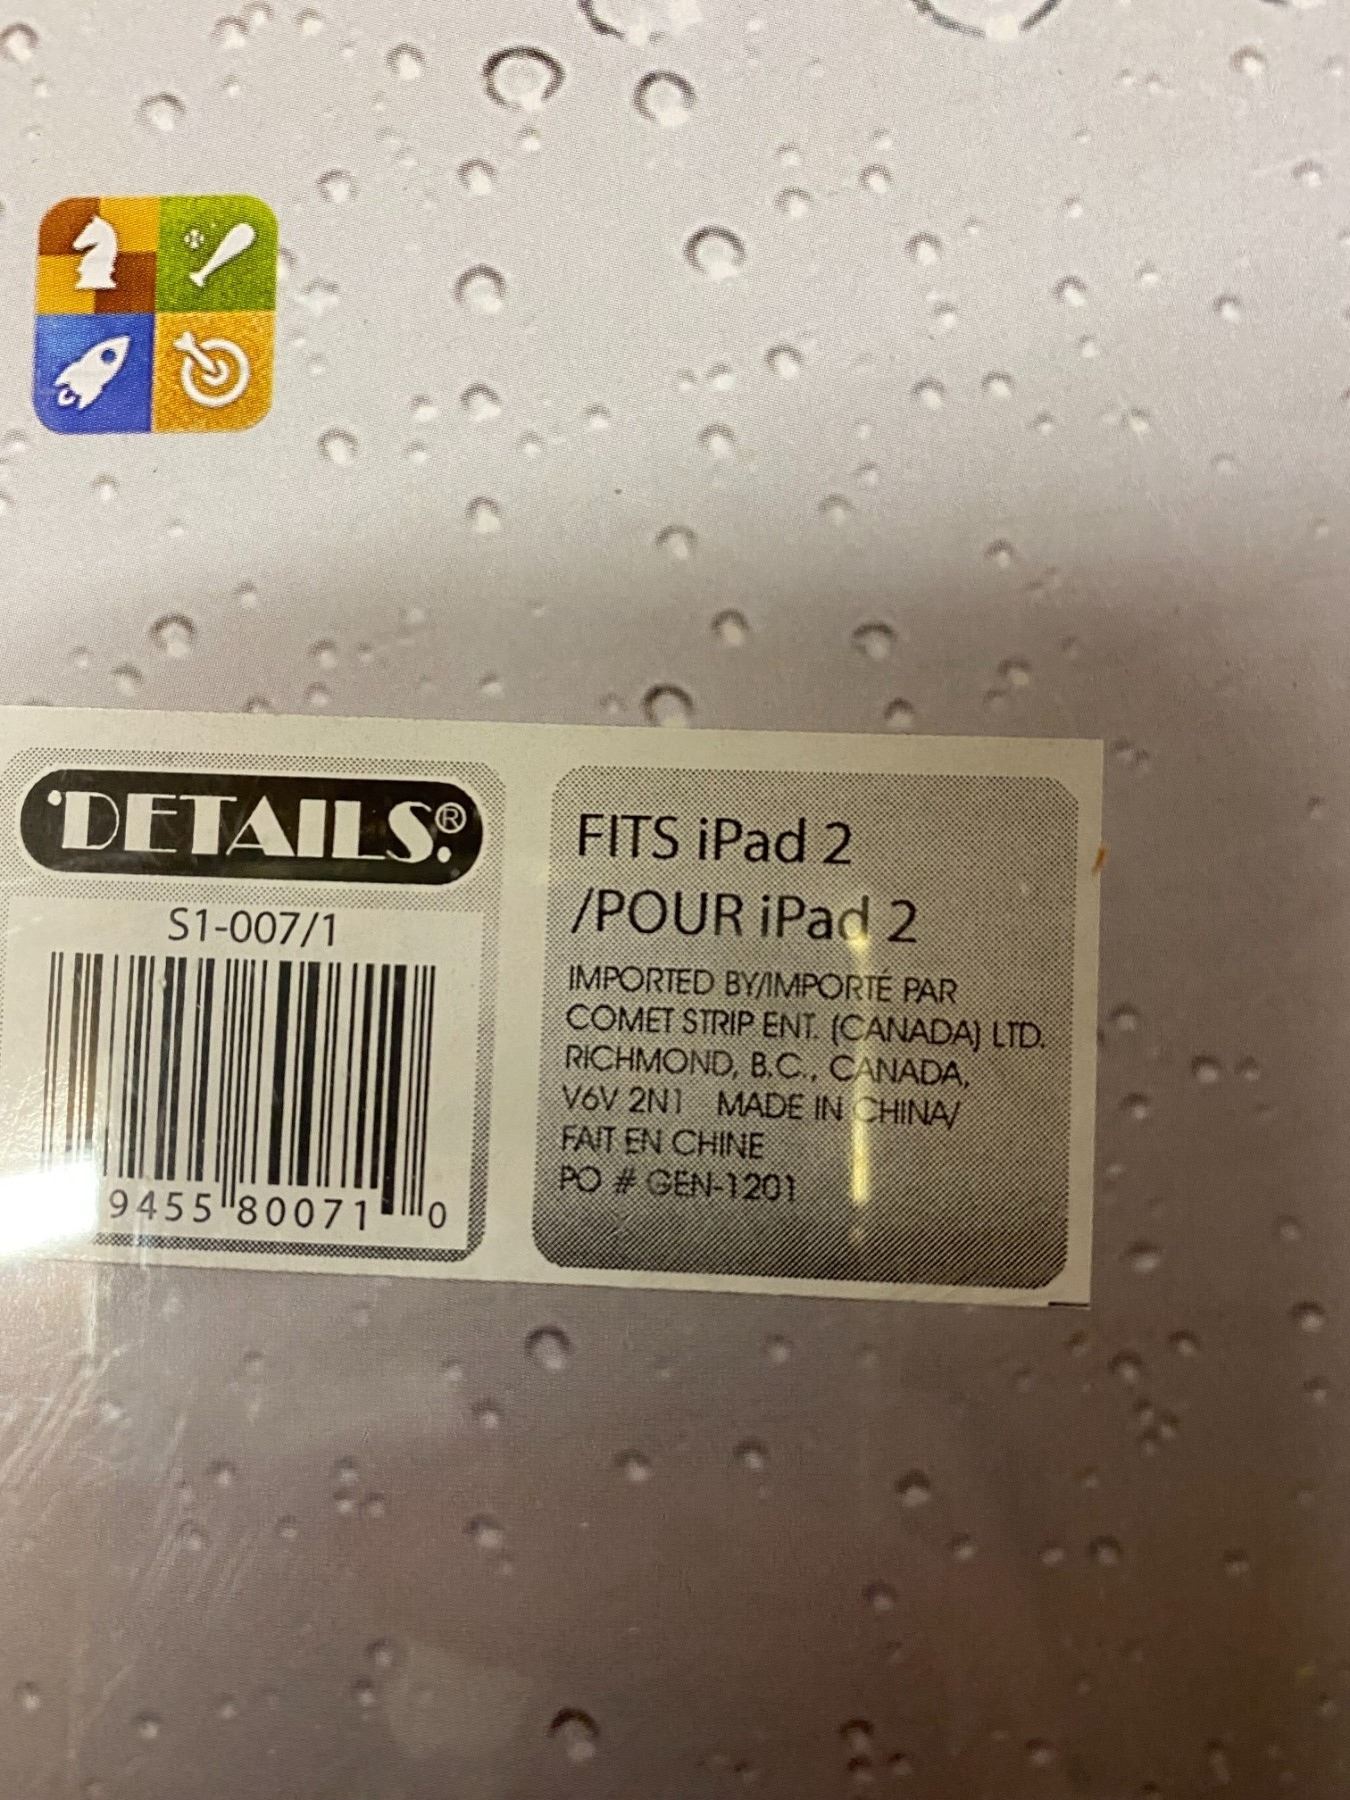 DETAILS.®
S1-007/1
9455 80071 0
FITS iPad 2
/POUR iPad 2
IMPORTED BY/IMPORTÉ PAR
COMET STRIP ENT. (CANADA) LTD.
RICHMOND, B.C., CANADA,
V6V 2N1 MADE IN CHINA/
FAIT EN CHINE
PO # GEN-1201